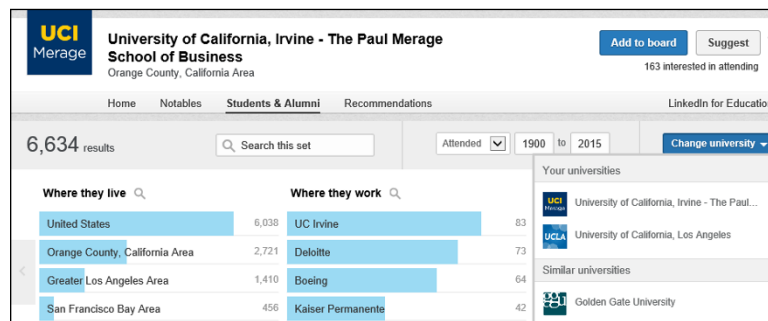 UCI
Merage
University of California, Irvine - The Paul Merage
School of Business
Orange County, California Area
Add to board
Suggest
163 interested in attending
Home Notables Students & Alumni Recommendations
LinkedIn for Education
6,634 results
Search this set
Attended 1900 to 2015
Change university
Where they live
United States 6,038
Orange County, California Area 2,721
Greater Los Angeles Area 1,410
San Francisco Bay Area 456
Where they work
UC Irvine 83
Deloitte 73
Boeing 64
Kaiser Permanente 42
Your universities
UCI
Merage
University of California, Irvine - The Paul...
UCLA
University of California, Los Angeles
Similar universities
ggu
Golden Gate University